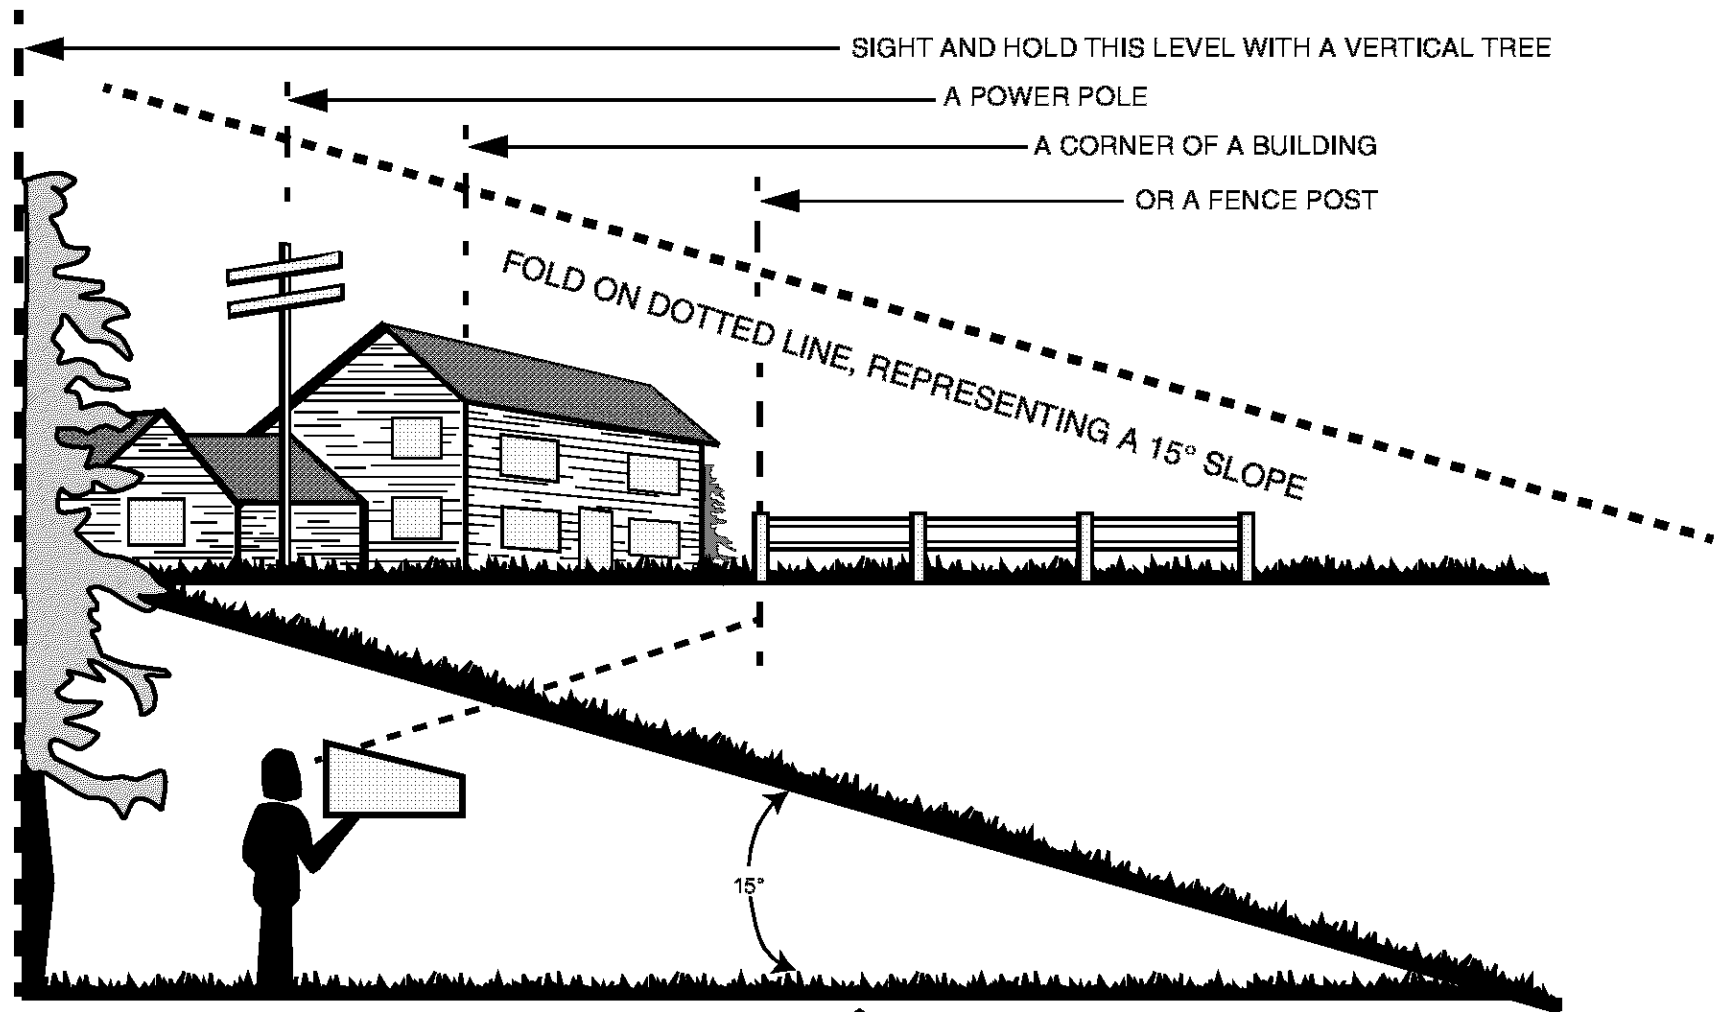 SIGHT AND HOLD THIS LEVEL WITH A VERTICAL TREE
A POWER POLE
A CORNER OF A BUILDING
OR A FENCE POST
FOLD ON DOTTED LINE, REPRESENTING A 15° SLOPE
15°